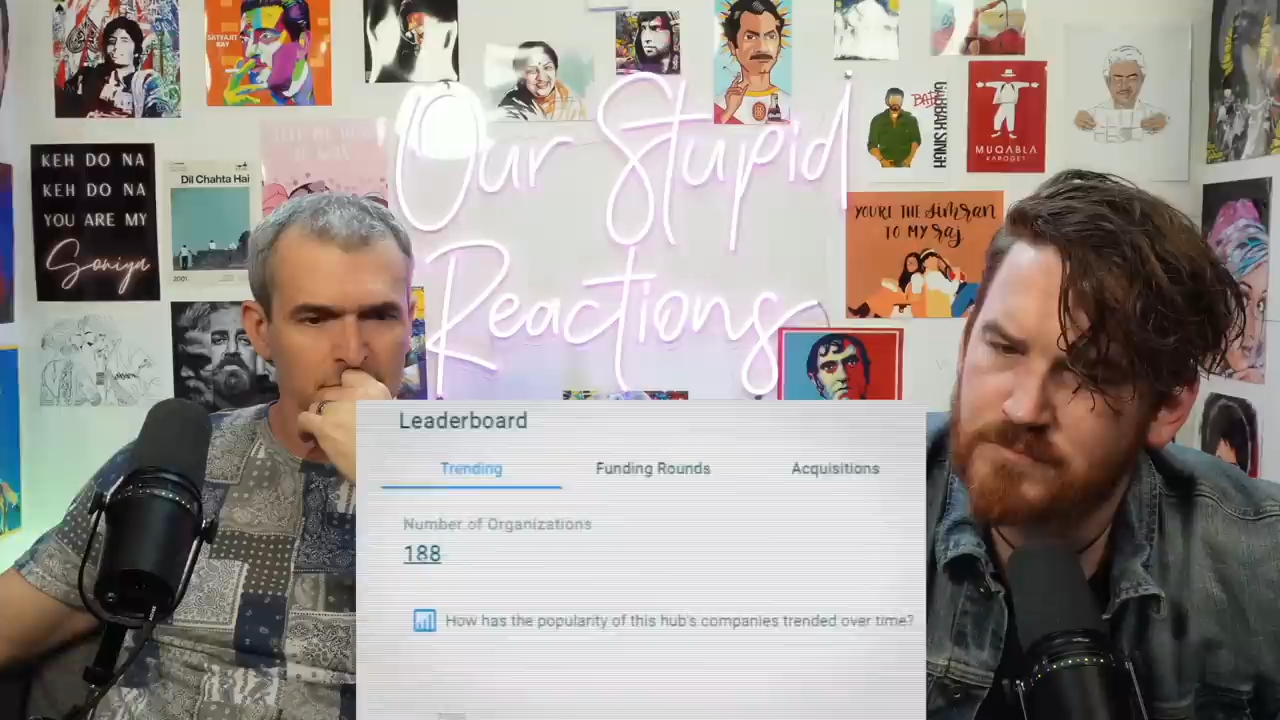 SATYAJIT
RAY
Our Stupid
Reactions
KEH DO NA
KEH DO NA
YOU ARE MY
Soniya
Dil Chahta Hai
2001
GABBAR SINGH
MUQABLA
YOU'RE THE Simran
TO MY Raj
Leaderboard
Trending
Funding Rounds
Acquisitions
Number of Organizations
188
How has the popularity of this hub's companies trended over time?